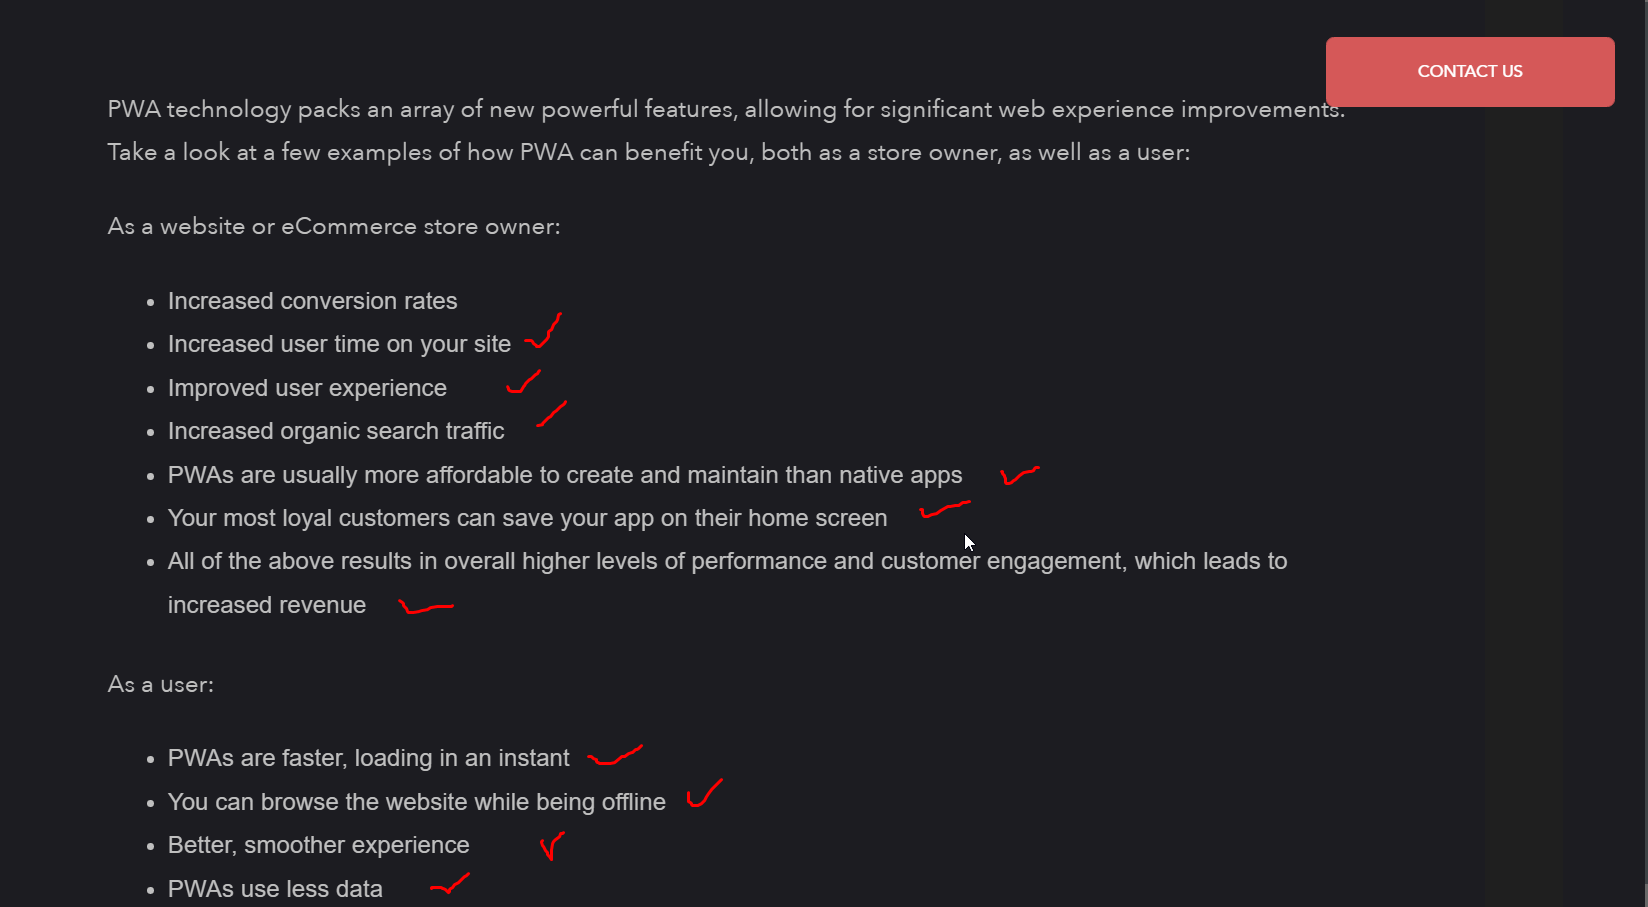 CONTACT US
PWA technology packs an array of new powerful features, allowing for significant web experience improvements.
Take a look at a few examples of how PWA can benefit you, both as a store owner, as well as a user:
As a website or eCommerce store owner:
• Increased conversion rates
• Increased user time on your site
• Improved user experience
• Increased organic search traffic
• PWAs are usually more affordable to create and maintain than native apps
• Your most loyal customers can save your app on their home screen
• All of the above results in overall higher levels of performance and customer engagement, which leads to
increased revenue
As a user:
• PWAs are faster, loading in an instant
• You can browse the website while being offline
• Better, smoother experience
• PWAs use less data